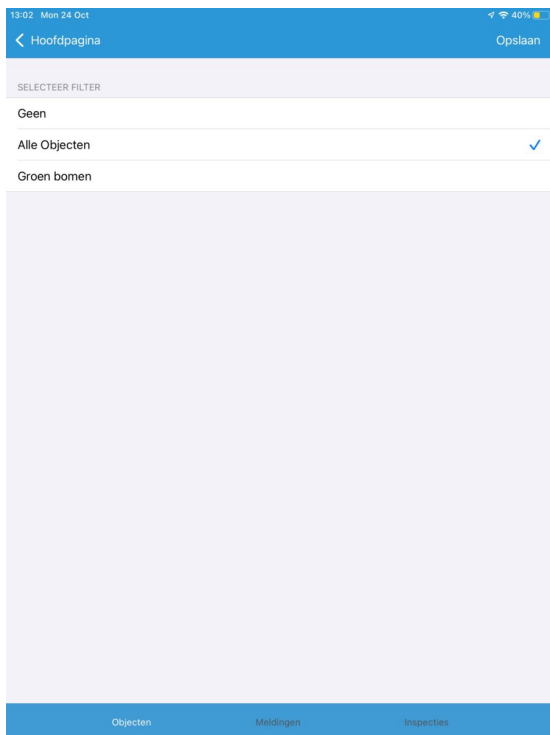 13:02 Mon 24 Oct 40%
Hoofdpagina Opslaan
SELECTEER FILTER
Geen
Alle Objecten
Groen bomen
Objecten Meldingen Inspecties